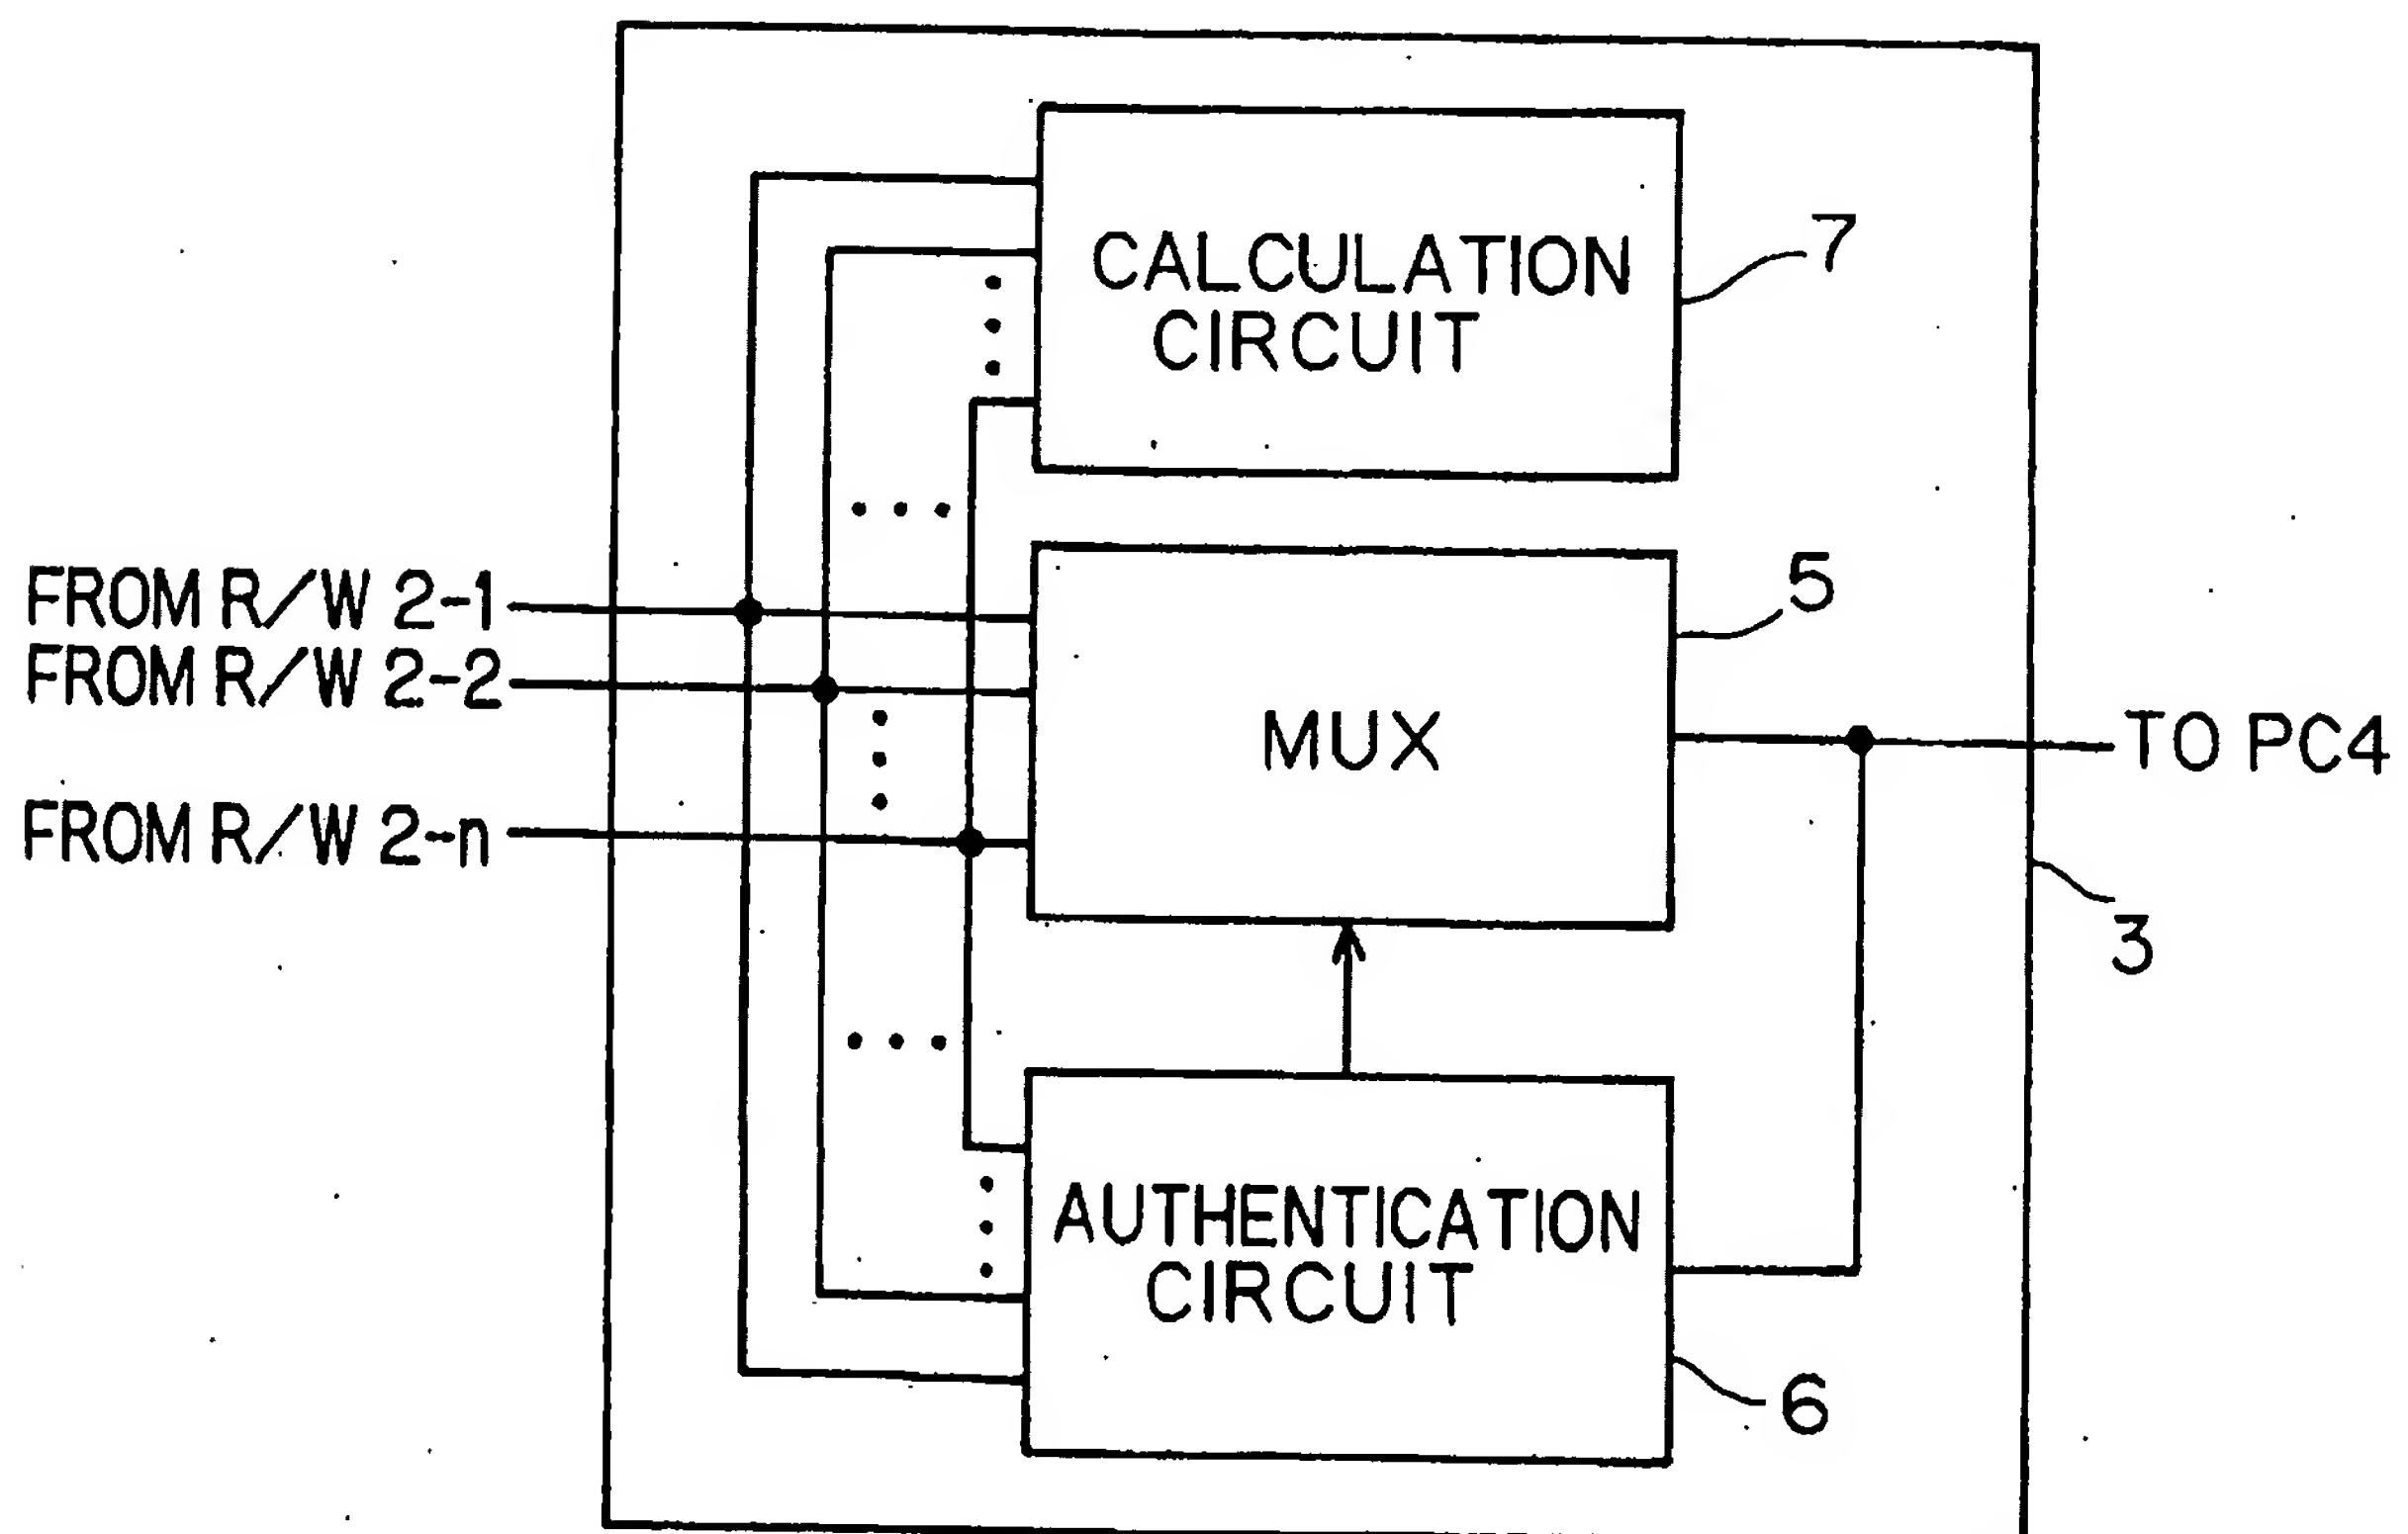 CALCULATION
CIRCUIT
7
FROM R/W 2-1
FROM R/W 2-2
FROM R/W 2-n
MUX
5
TO PC4
3
AUTHENTICATION
CIRCUIT
6